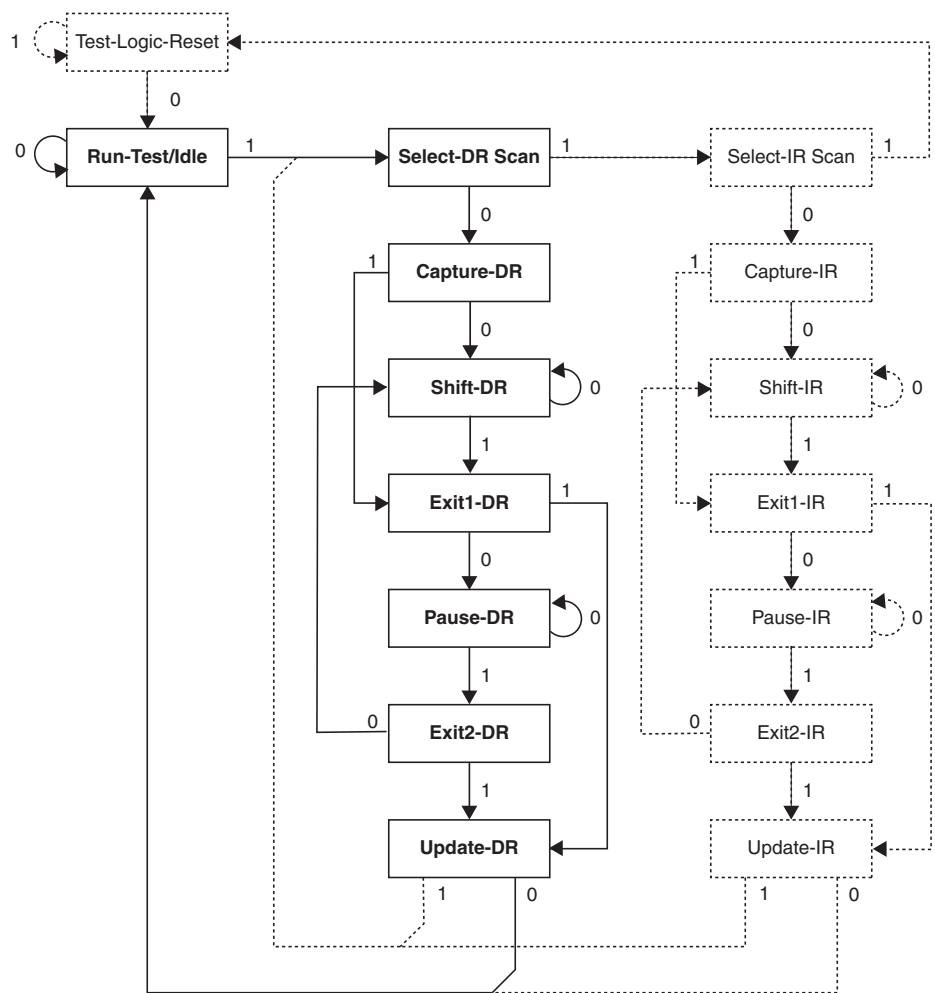 1
Test-Logic-Reset
0
0
Run-Test/Idle
1
Select-DR Scan
1
Select-IR Scan
1
0
0
1
Capture-DR
1
Capture-IR
0
0
Shift-DR
0
Shift-IR
0
1
1
Exit1-DR
1
Exit1-IR
1
0
0
Pause-DR
0
Pause-IR
0
1
1
0
Exit2-DR
0
Exit2-IR
1
1
Update-DR
Update-IR
1
0
1
0